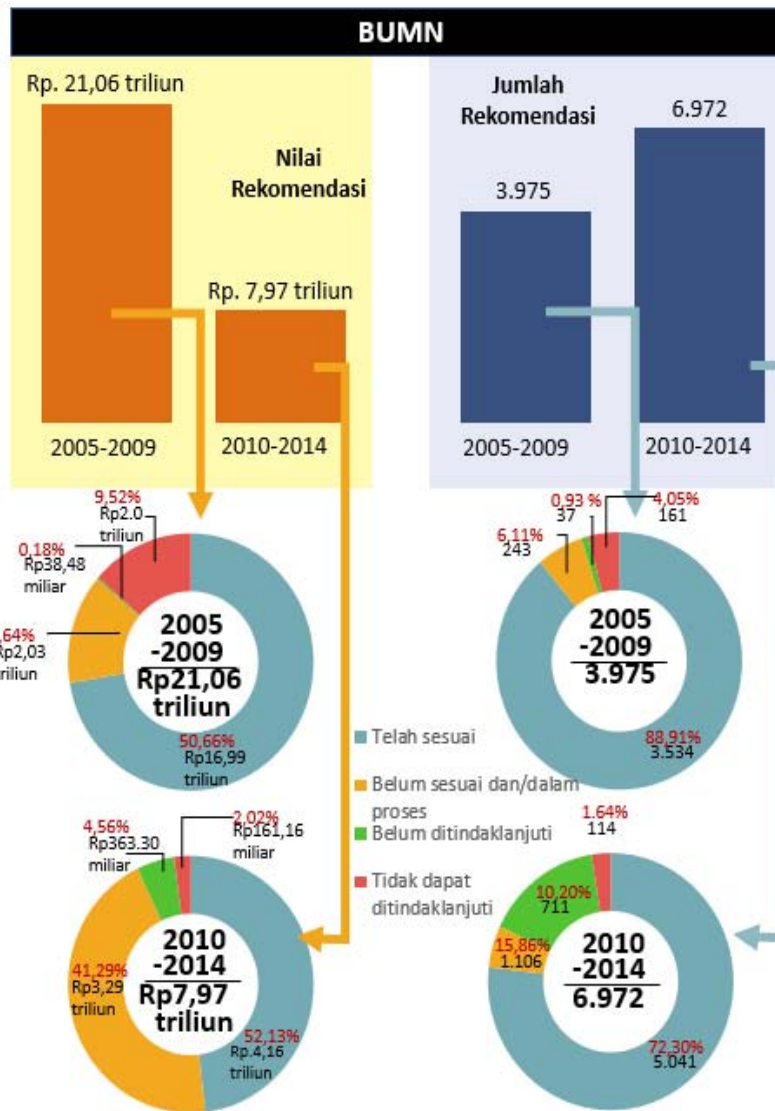 BUMN
Rp. 21,06 triliun
Nilai
Rekomendasi
Rp. 7,97 triliun
2005-2009
2010-2014
Jumlah
Rekomendasi
6.972
3.975
2005-2009
2010-2014
9,52%
Rp2.0
triliun
0,18%
Rp38,48
miliar
,64%
Rp2,03
triliun
2005
-2009
Rp21,06
triliun
50,66%
Rp16,99
triliun
0,93 %
37
4,05%
161
6,11%
243
2005
-2009
3.975
88,91%
3.534
Telah sesuai
Belum sesuai dan/dalam
proses
Belum ditindaklanjuti
Tidak dapat
ditindaklanjuti
4,56%
Rp363.30
miliar
2,02%
Rp161,16
miliar
41,29%
Rp3,29
triliun
2010
-2014
Rp7,97
triliun
52,13%
Rp.4,16
triliun
1.64%
114
10,20%
711
15,86%
1.106
2010
-2014
6.972
72,30%
5.041